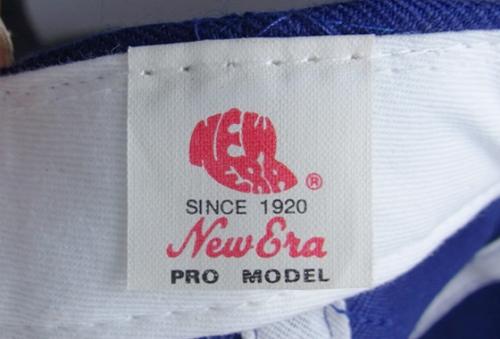 NEW
ERA ®
SINCE 1920
New Era
PRO MODEL